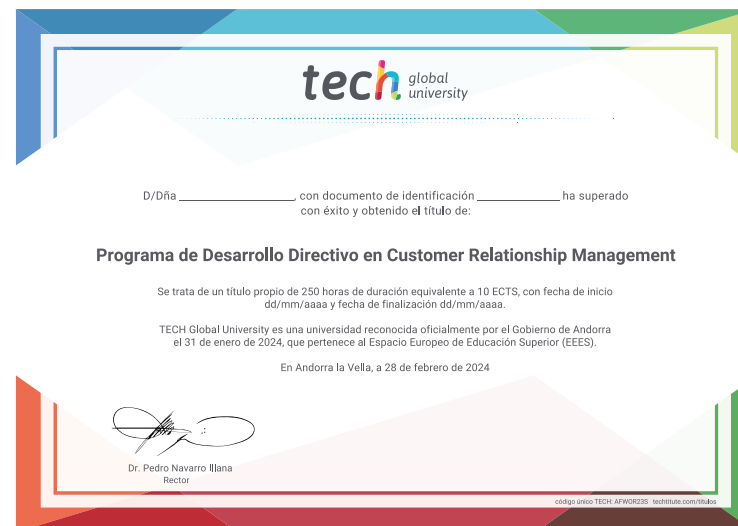 tech global university
D/Dña ______________, con documento de identificación ____________ ha superado
con éxito y obtenido el título de:
Programa de Desarrollo Directivo en Customer Relationship Management
Se trata de un título propio de 250 horas de duración equivalente a 10 ECTS, con fecha de inicio
dd/mm/aaaa y fecha de finalización dd/mm/aaaa.
TECH Global University es una universidad reconocida oficialmente por el Gobierno de Andorra
el 31 de enero de 2024, que pertenece al Espacio Europeo de Educación Superior (EEES).
En Andorra la Vella, a 28 de febrero de 2024
Dr. Pedro Navarro Illana
Rector
código único TECH: AFWOR23S techtitute.com/titulos